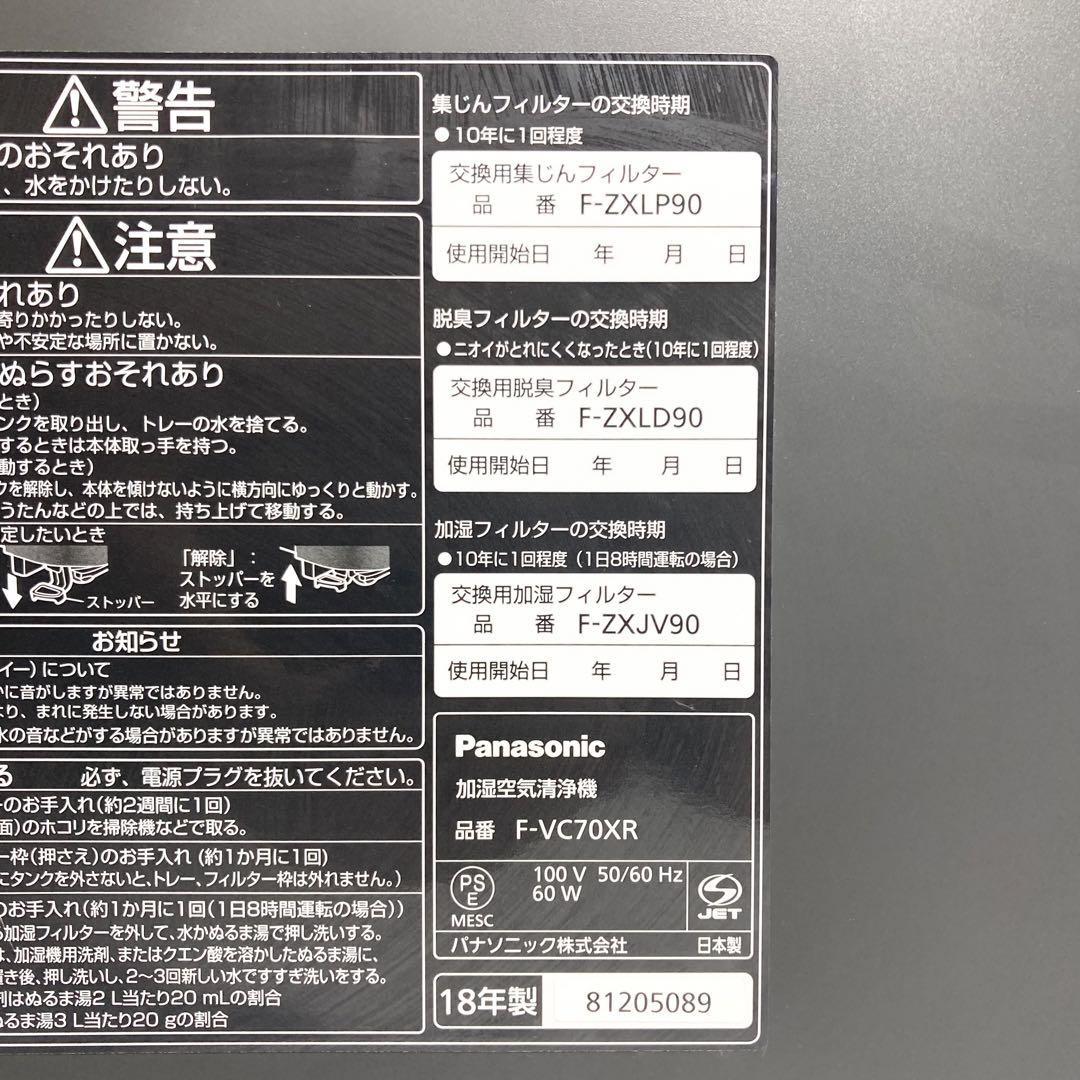 警告
のおそれあり
、水をかけたりしない。
注意
れあり
寄りかかったりしない。
や不安定な場所に置かない。
ぬらすおそれあり
とき)
ンクを取り出し、トレーの水を捨てる。
するときは本体取っ手を持つ。
動するとき)
クを解除し、本体を傾けないように横方向にゆっくりと動かす。
うたんなどの上では、持ち上げて移動する。
定したいとき
「解除」:
ストッパーを
水平にする
ストッパー
お知らせ
イー)について
に音がしますが異常ではありません。
より、まれに発生しない場合があります。
水の音などがする場合がありますが異常ではありません。
る 必ず、電源プラグを抜いてください。
ーのお手入れ(約2週間に1回)
面)のホコリを掃除機などで取る。
ー枠(押さえ)のお手入れ(約1か月に1回)
にタンクを外さないと、トレー、フィルター枠は外れません。)
のお手入れ(約1か月に1回(1日8時間運転の場合))
加湿フィルターを外して、水かぬるま湯で押し洗いする。
は、加湿機用洗剤、またはクエン酸を溶かしたぬるま湯に、
置き後、押し洗いし、2~3回新しい水ですすぎ洗いをする。
剤はぬるま湯2 L当たり20 mLの割合
ぬるま湯3 L当たり20 gの割合
集じんフィルターの交換時期
●10年に1回程度
交換用集じんフィルター
品番 F-ZXLP90
使用開始日 年 月 日
脱臭フィルターの交換時期
●ニオイがとれにくくなったとき(10年に1回程度)
交換用脱臭フィルター
品番 F-ZXLD90
使用開始日 年 月 日
加湿フィルターの交換時期
●10年に1回程度(1日8時間運転の場合)
交換用加湿フィルター
品番 F-ZXJV90
使用開始日 年 月 日
Panasonic
加湿空気清浄機
品番 F-VC70XR
PS
E
MESC
100 V 50/60 Hz
60 W
JET
パナソニック株式会社 日本製
18年製 81205089